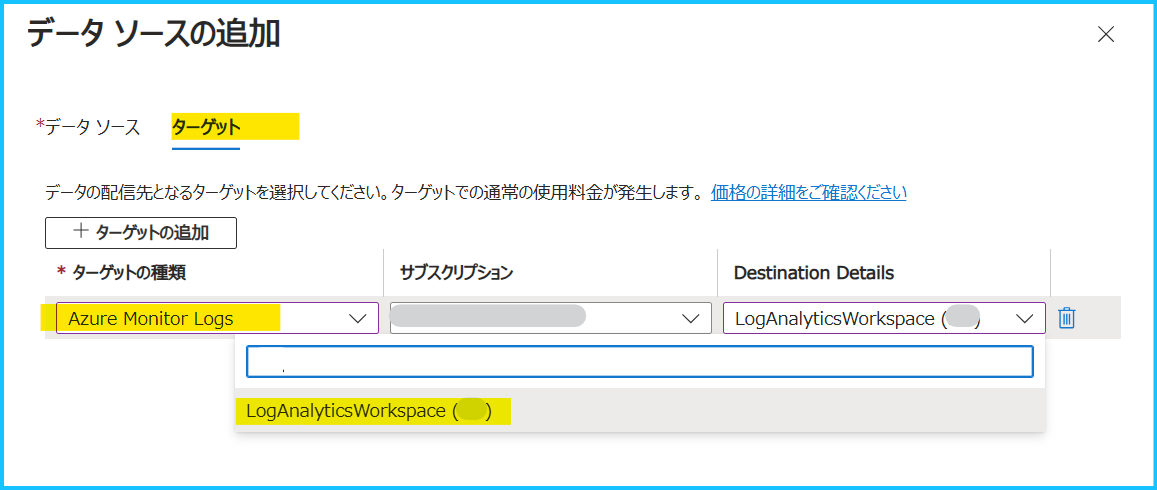 データ ソースの追加
*データ ソース ターゲット
データの配信先となるターゲットを選択してください。ターゲットでの通常の使用料金が発生します。 価格の詳細をご確認ください
+ ターゲットの追加
* ターゲットの種類 サブスクリプション Destination Details
Azure Monitor Logs LogAnalyticsWorkspace ( )
.
LogAnalyticsWorkspace ( )